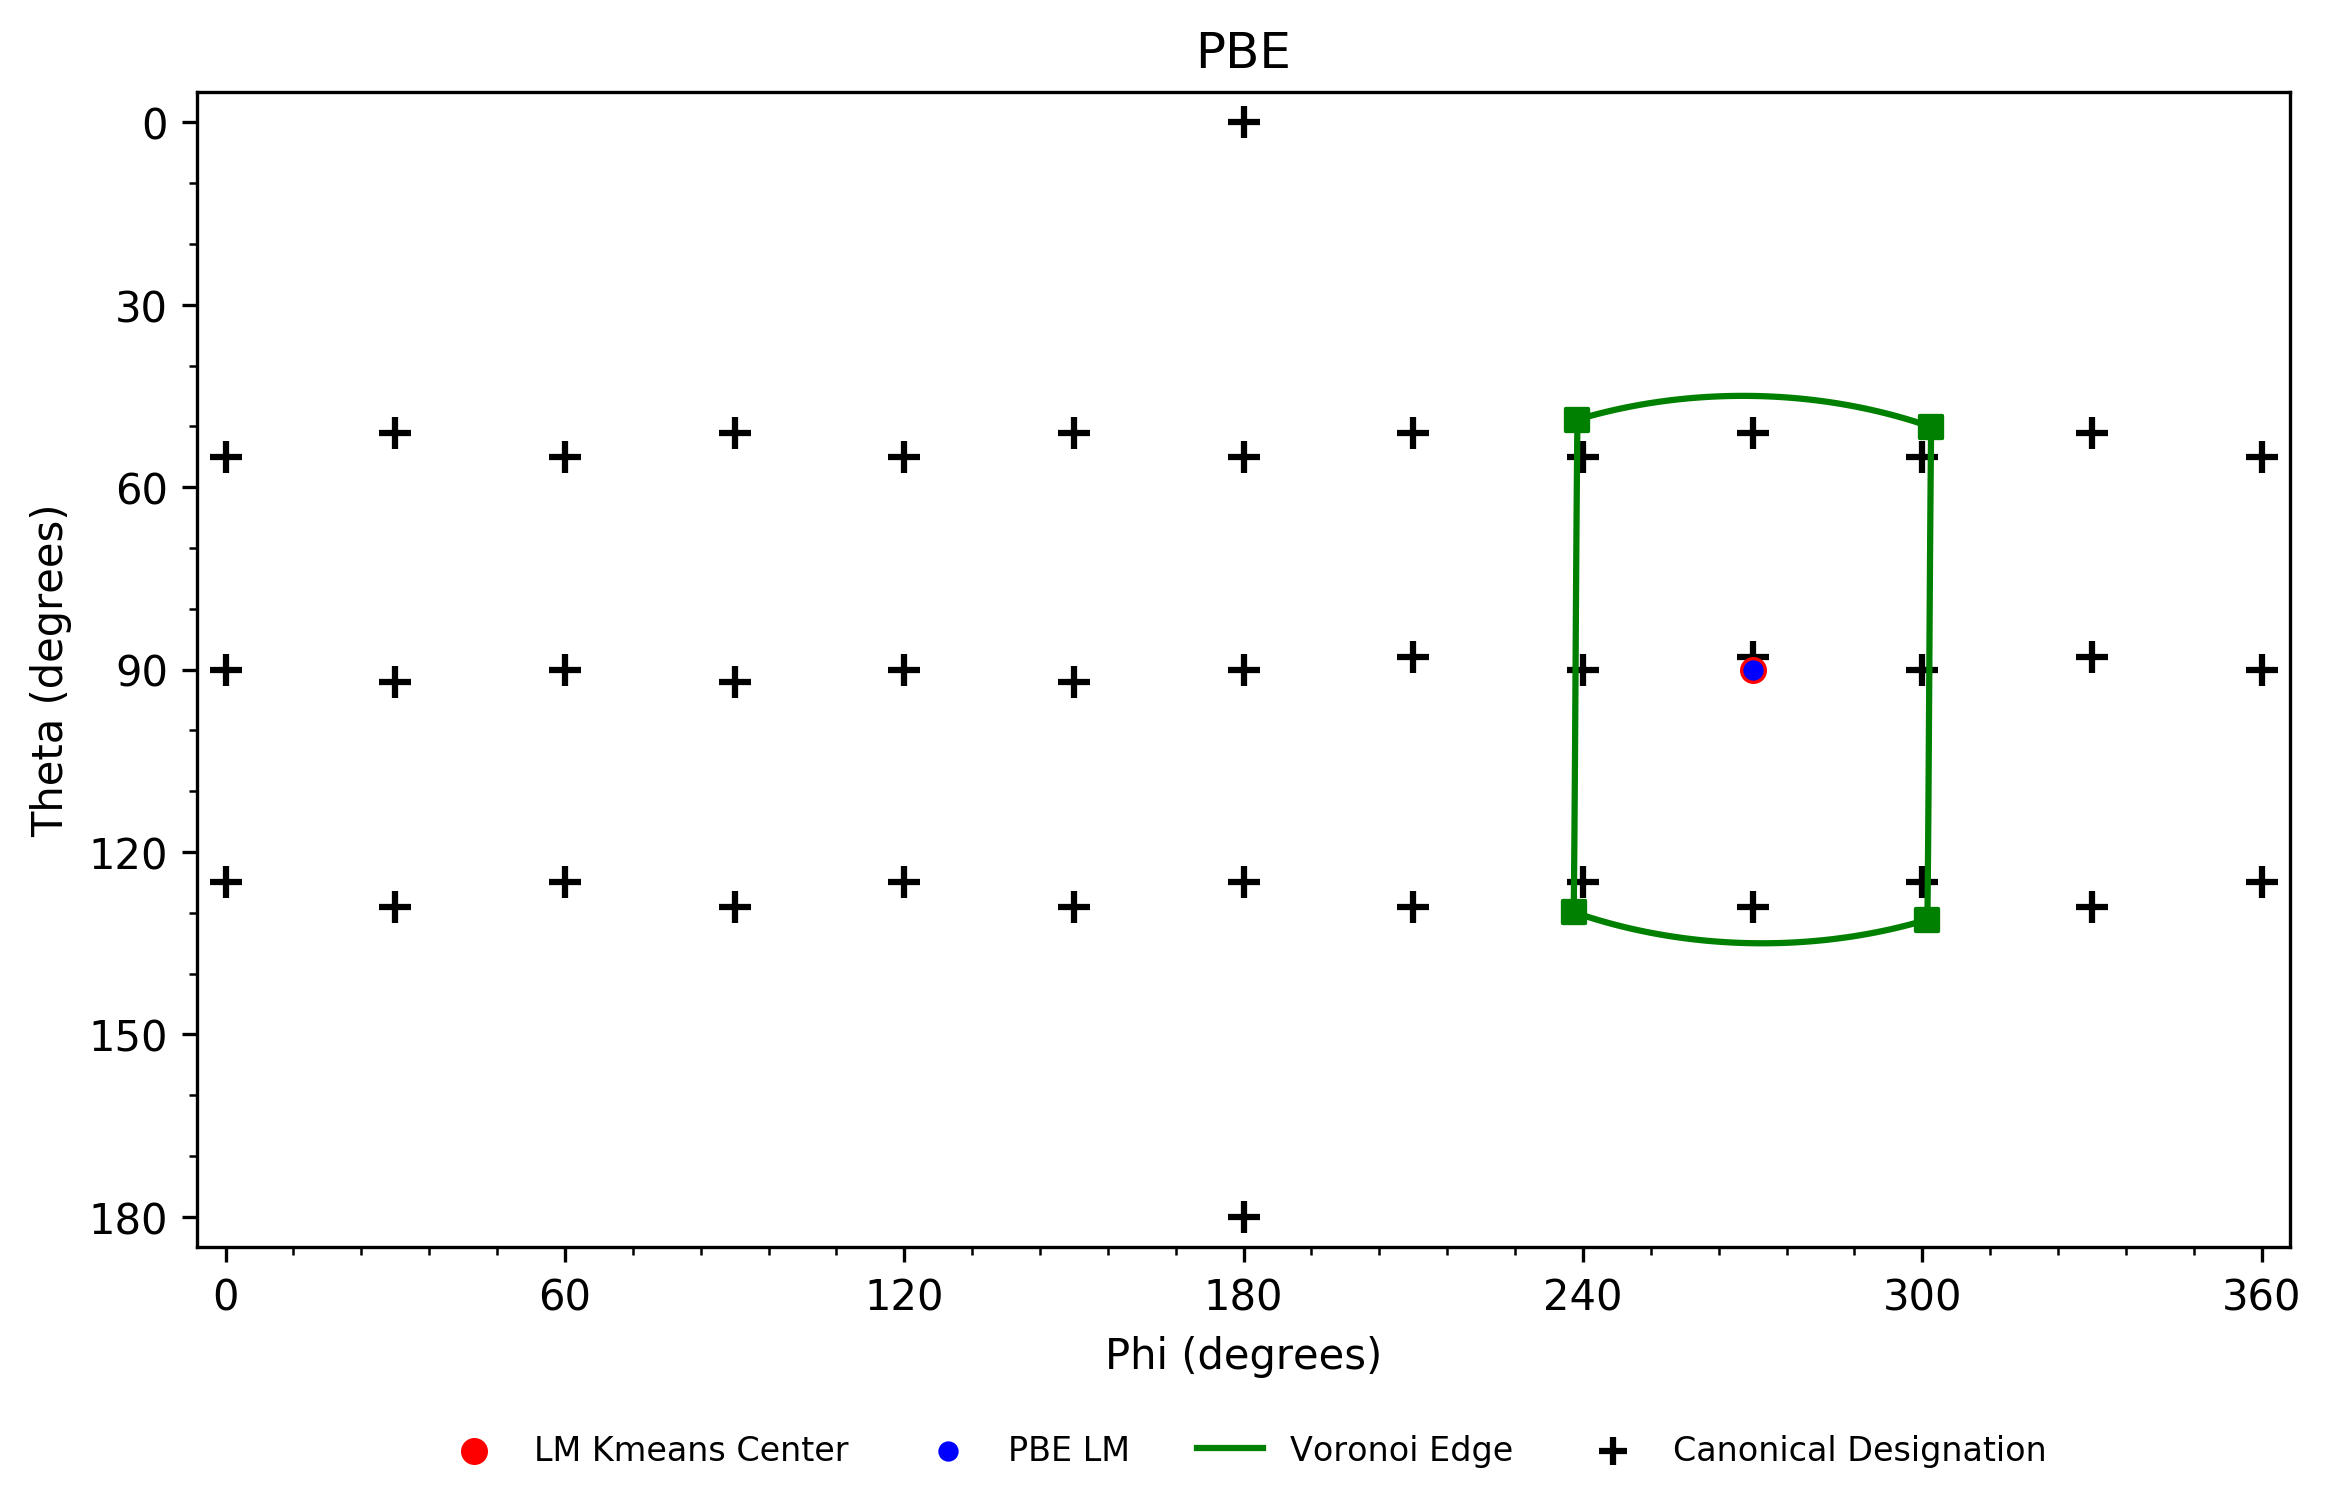 PBE
0
30
60
90
120
150
180
Theta (degrees)
0 60 120 180 240 300 360
Phi (degrees)
LM Kmeans Center PBE LM Voronoi Edge Canonical Designation